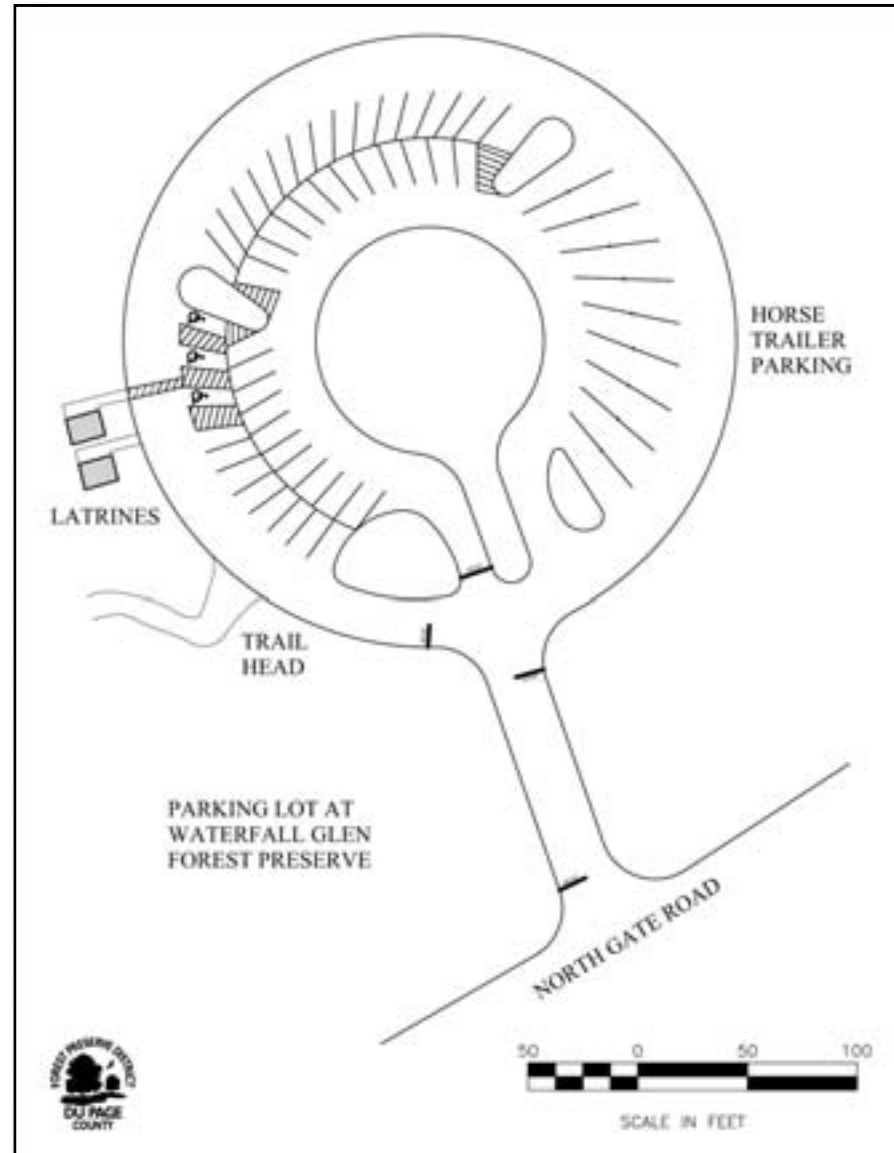 HORSE
TRAILER
PARKING
LATRINES
TRAIL
HEAD
PARKING LOT AT
WATERFALL GLEN
FOREST PRESERVE
NORTH GATE ROAD
FOREST PRESERVE DISTRICT
DU PAGE
COUNTY
50 0 50 100
SCALE IN FEET